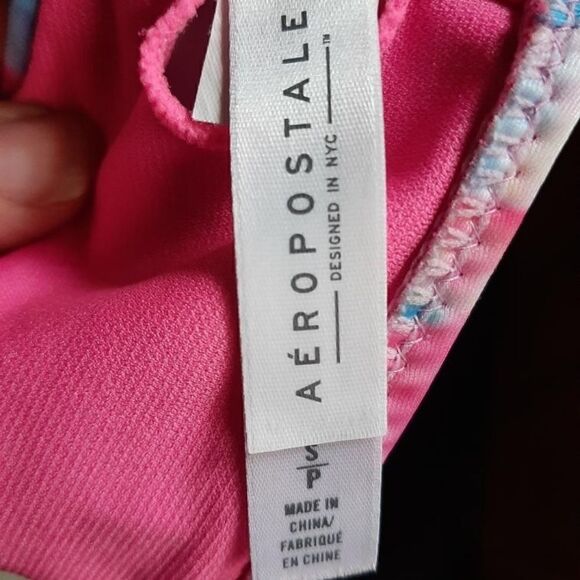 AÉROPOSTALE™
DESIGNED IN NYC
S|P
MADE IN
CHINA/
FABRIQUÉ
EN CHINE